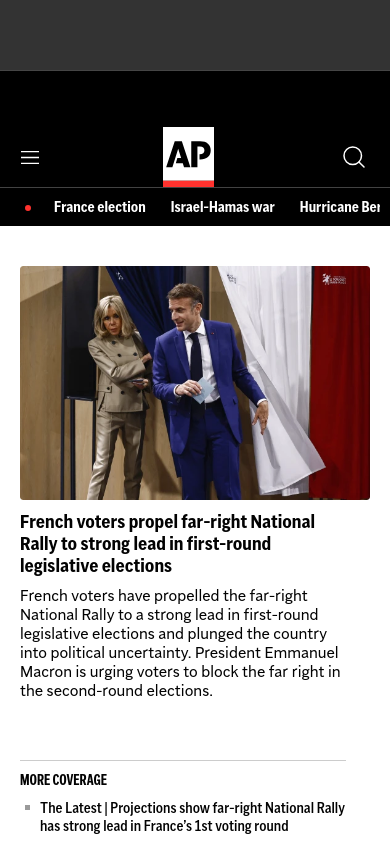 AP
France election Israel-Hamas war Hurricane Ber
French voters propel far-right National
Rally to strong lead in first-round
legislative elections
French voters have propelled the far-right
National Rally to a strong lead in first-round
legislative elections and plunged the country
into political uncertainty. President Emmanuel
Macron is urging voters to block the far right in
the second-round elections.
MORE COVERAGE
The Latest | Projections show far-right National Rally
has strong lead in France’s 1st voting round